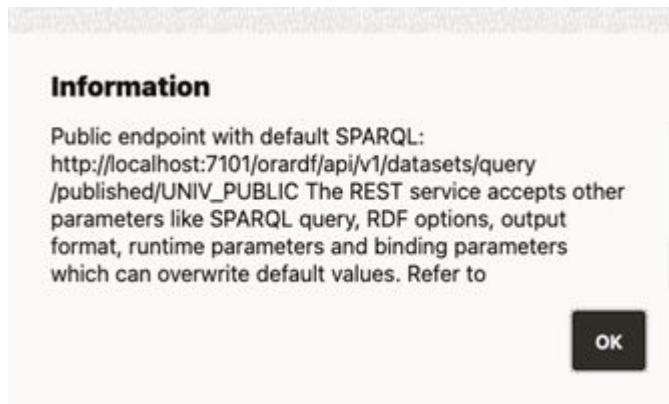 Information
Public endpoint with default SPARQL:
http://localhost:7101/orardf/api/v1/datasets/query
/published/UNIV_PUBLIC The REST service accepts other
parameters like SPARQL query, RDF options, output
format, runtime parameters and binding parameters
which can overwrite default values. Refer to
OK